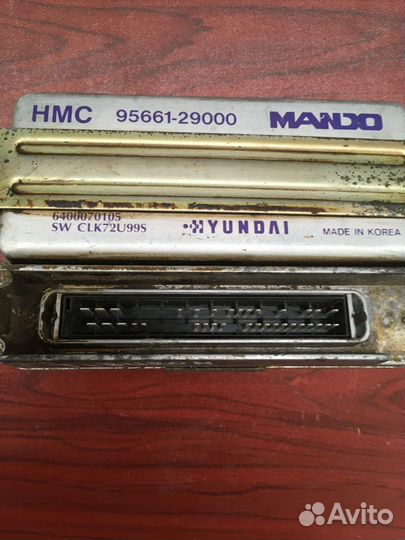 HMC 95661-29000 MANDO
6400070105
SW CLK72U99S HYUNDAI MADE IN KOREA
Avito